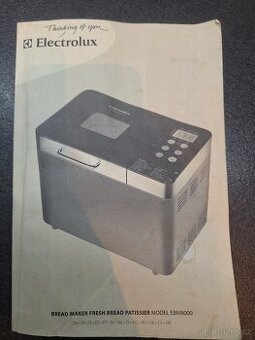 Thinking of you
Electrolux
BREAD MAKER FRESH BREAD PATISSIER MODEL EBM8000